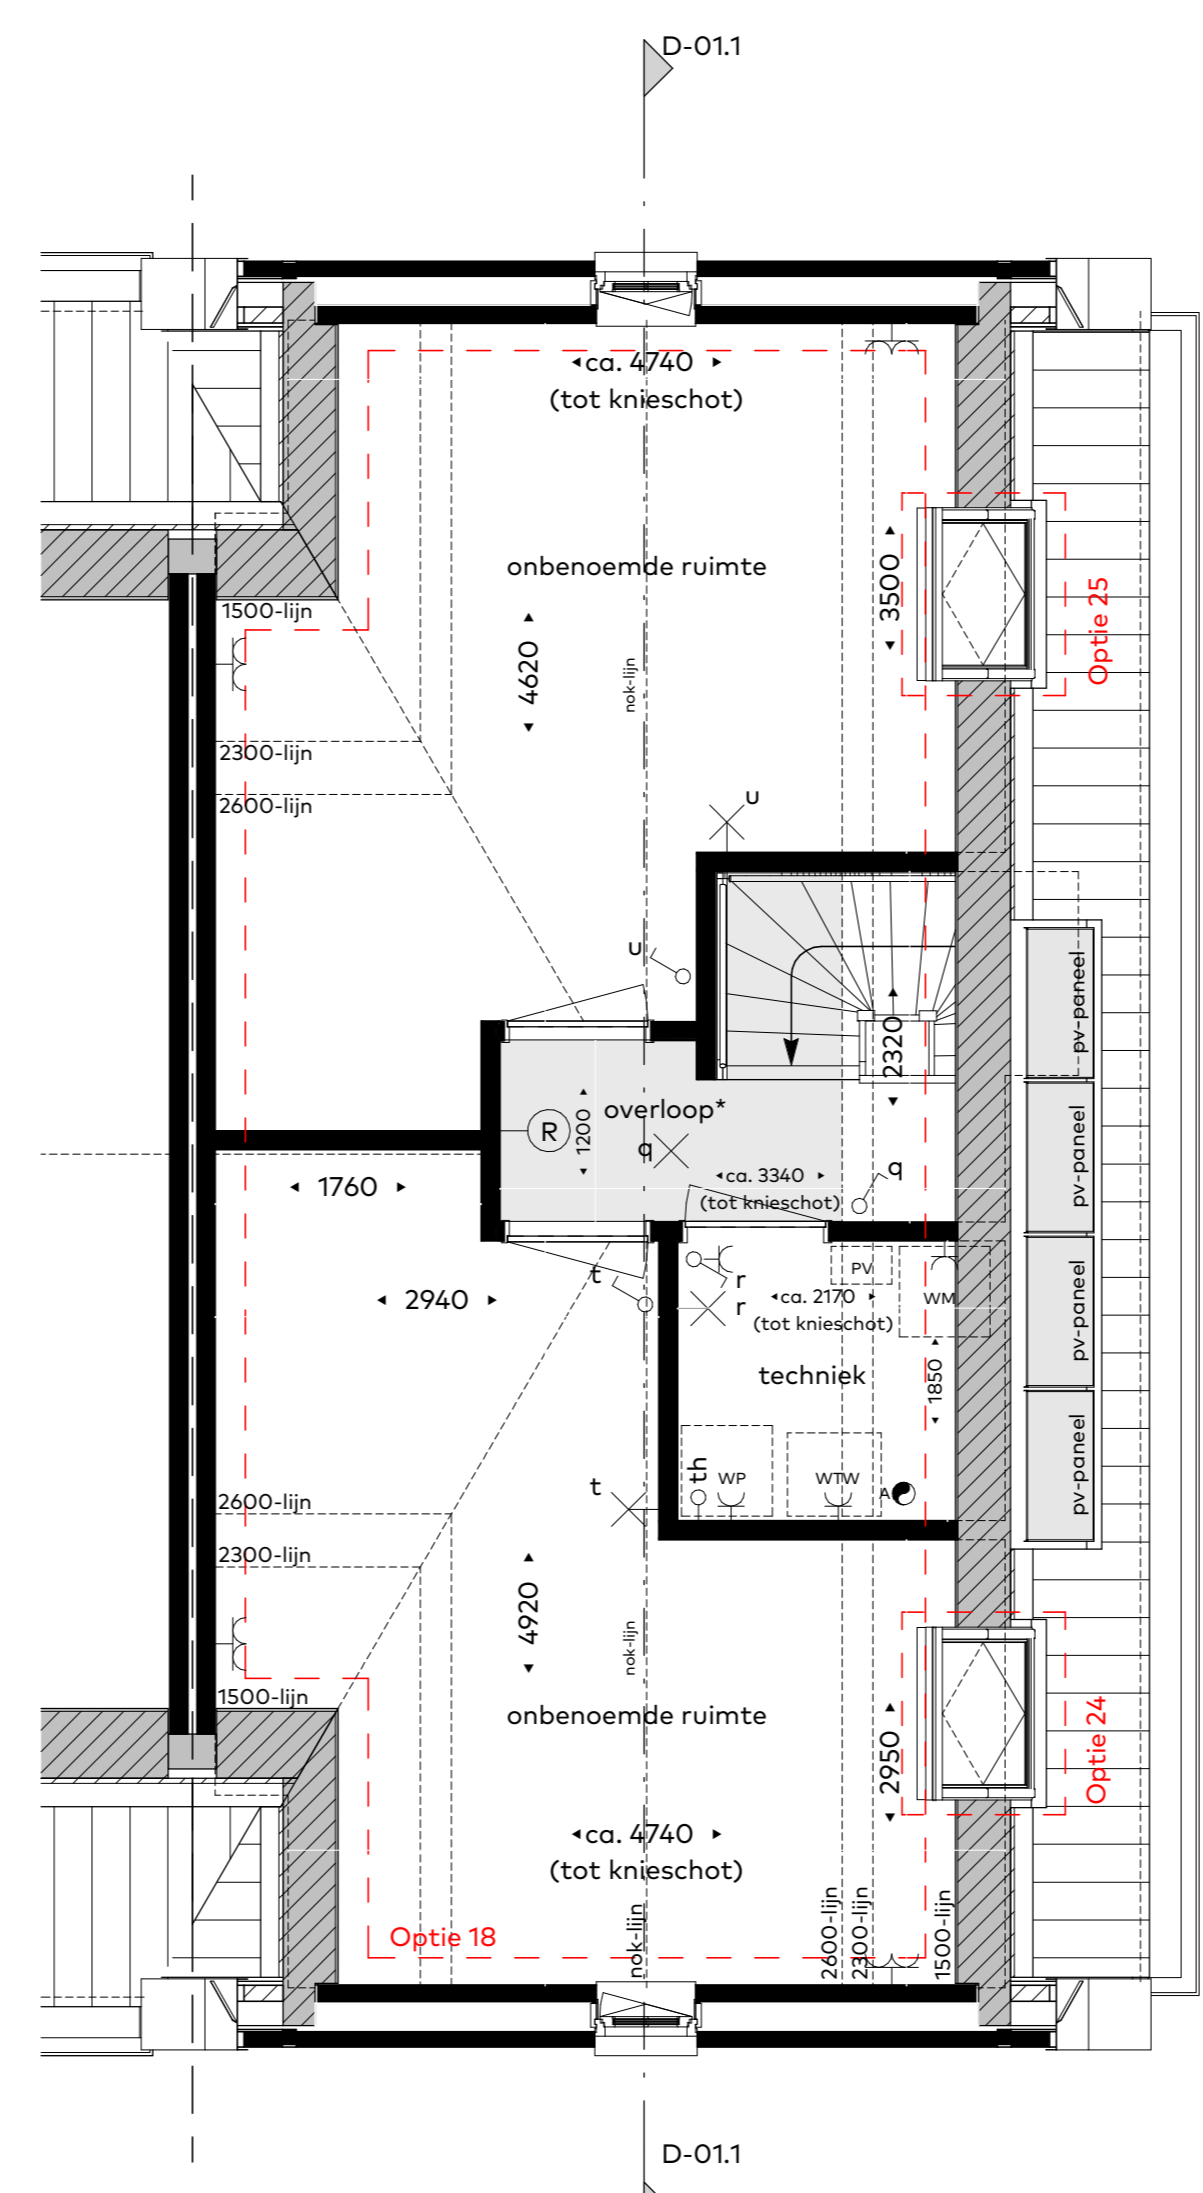 D-01.1
ca. 4740
(tot knieschot)
onbenoemde ruimte
3500
Optie 25
1500-lijn
4620
nok-lijn
2300-lijn
2600-lijn
u
u
pv-paneel
2320
overloop*
R
1200
q
pv-paneel
ca. 3340
(tot knieschot)
q
1760
t
r
r
PV
WM
ca. 2170
(tot knieschot)
2940
pv-paneel
techniek
1850
pv-paneel
th
WP
WTW
A
t
2600-lijn
2300-lijn
4920
nok-lijn
1500-lijn
onbenoemde ruimte
2950
Optie 24
ca. 4740
(tot knieschot)
Optie 18
nok-lijn
2600-lijn
2300-lijn
1500-lijn
D-01.1